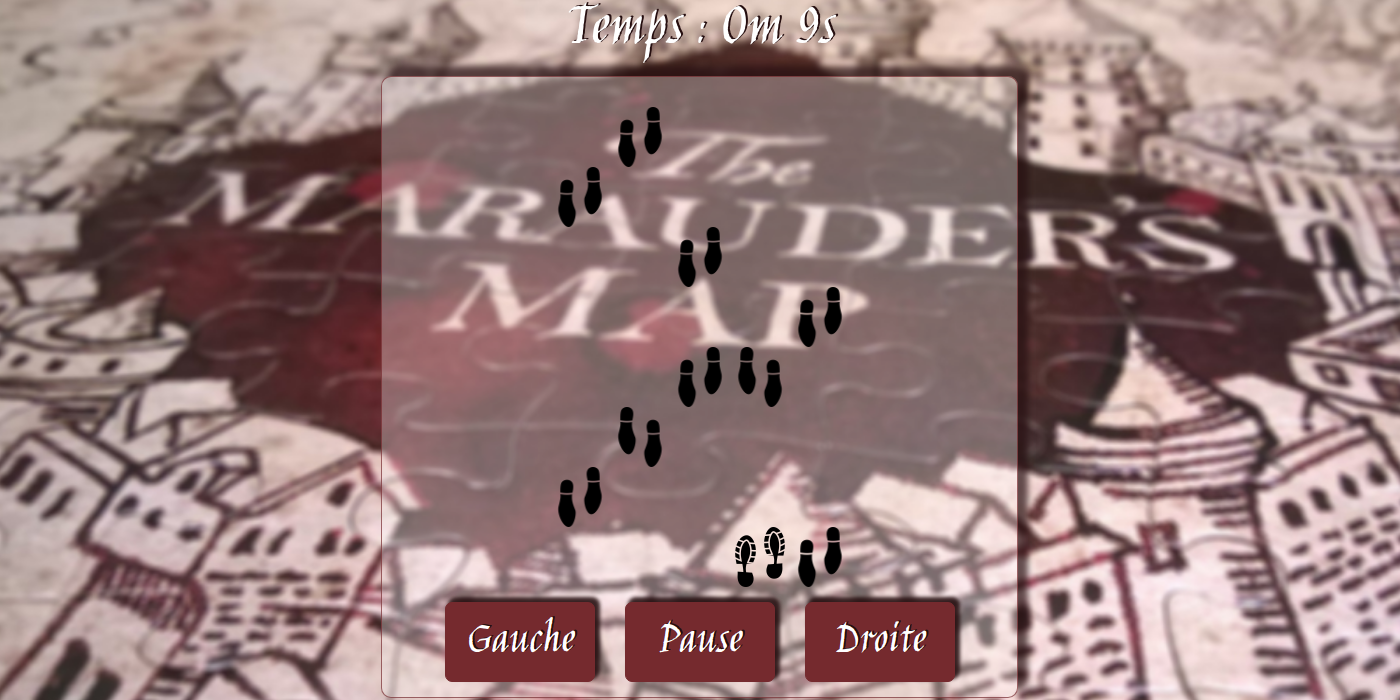 Temps : 0m 9s
The
MARAUDER'S
MAP
Gauche
Pause
Droite